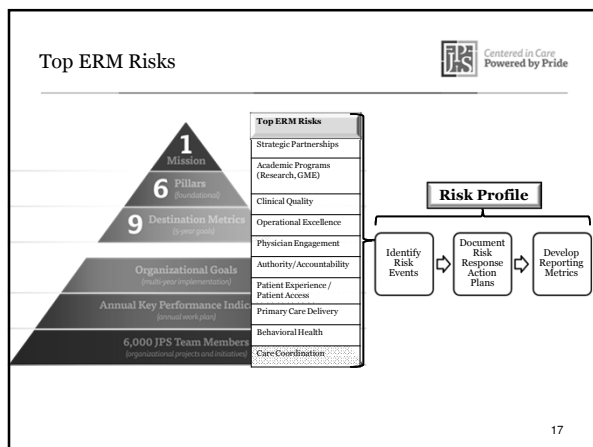 Top ERM Risks
JPS
Centered in Care
Powered by Pride
1
Mission
6 Pillars
(foundational)
9 Destination Metrics
(5-year goals)
Organizational Goals
(multi-year implementation)
Annual Key Performance Indica
(annual work plan)
6,000 JPS Team Members
(organizational projects and initiatives)
Top ERM Risks
Strategic Partnerships
Academic Programs
(Research, GME)
Clinical Quality
Operational Excellence
Physician Engagement
Authority/Accountability
Patient Experience /
Patient Access
Primary Care Delivery
Behavioral Health
Care Coordination
Risk Profile
Identify
Risk
Events
Document
Risk
Response
Action
Plans
Develop
Reporting
Metrics
17